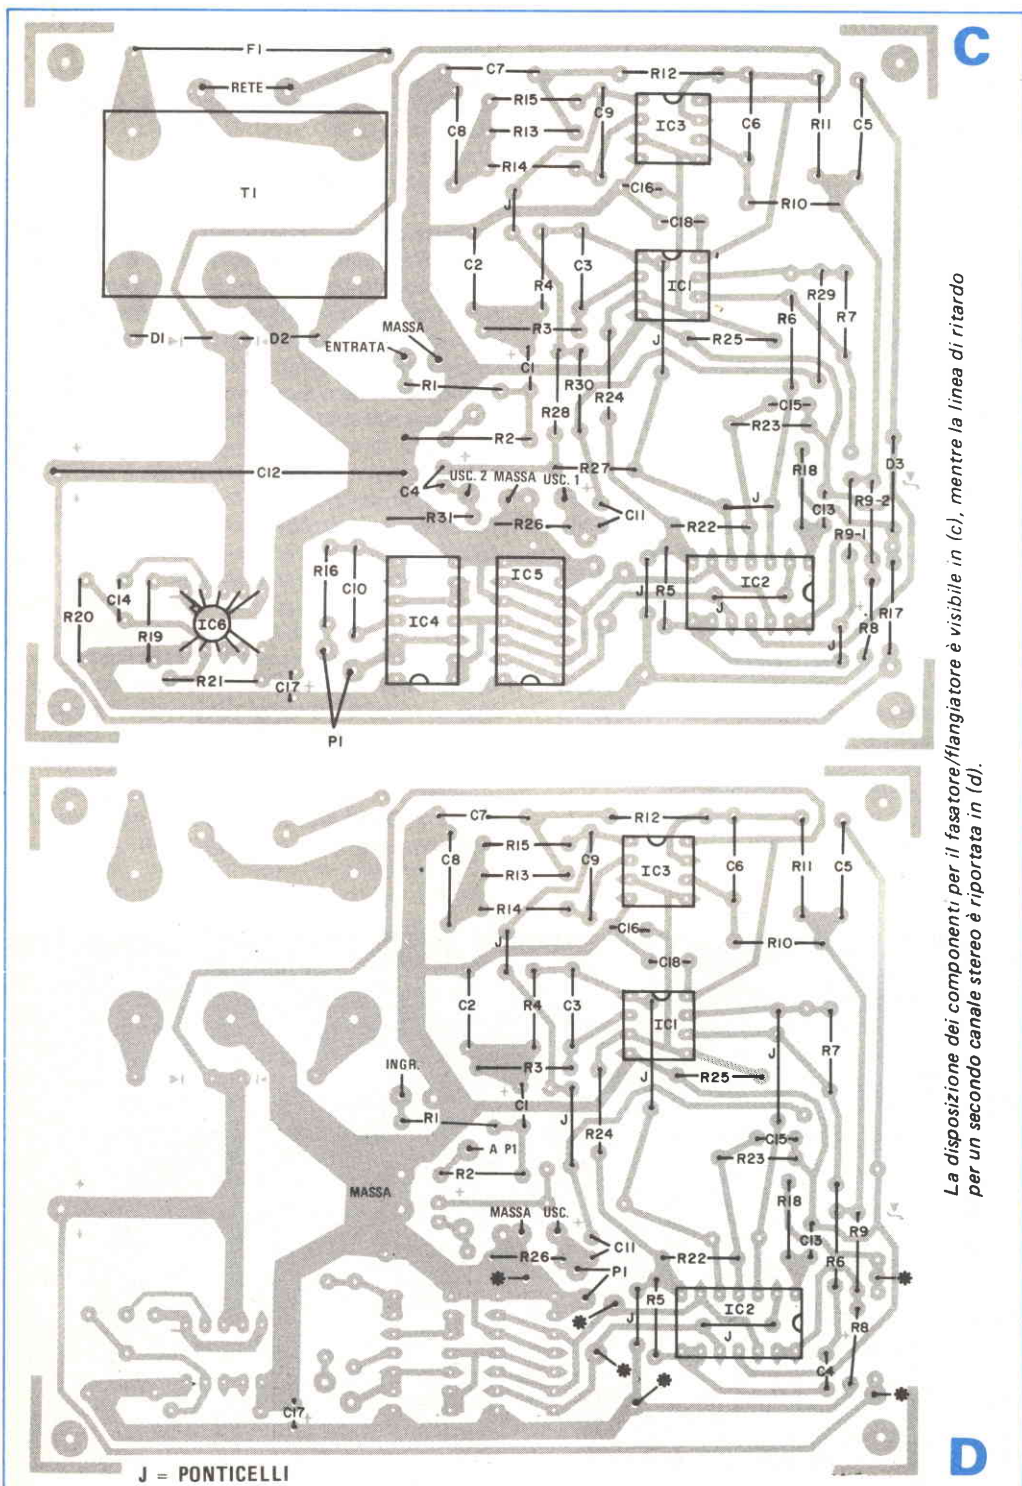 C
F1
RETE
C7
R12
R15
C9
IC3
C6
R11
C5
C8
R13
R14
C16
R10
T1
J
C18
C2
R4
C3
IC1
R6
R29
R7
D1
D2
MASSA
ENTRATA
R3
J
R25
R1
C1
R30
R24
C15
R28
R23
R2
C12
R27
R18
D3
C4
USC. 2
MASSA
USC. 1
R9-2
R31
R26
C11
R22
J
C13
R9-1
R16
C10
IC5
R5
IC2
R20
C14
R19
IC6
IC4
J
J
R8
R17
R21
C17
J
P1
La disposizione dei componenti per il fasatore/flangiatore è visibile in (c), mentre la linea di ritardo
per un secondo canale stereo è riportata in (d).
C7
R12
R15
C9
C8
IC3
C6
R11
C5
R13
R14
C16
J
R10
C18
C2
R4
C3
IC1
R7
INGR.
R3
J
R25
J
R1
C1
J
R24
C15
A P1
R2
R23
MASSA
R18
MASSA
USC.
C11
C13
R9
R26
R22
R6
P1
R5
IC2
J
J
R8
C4
C17
J = PONTICELLI
D